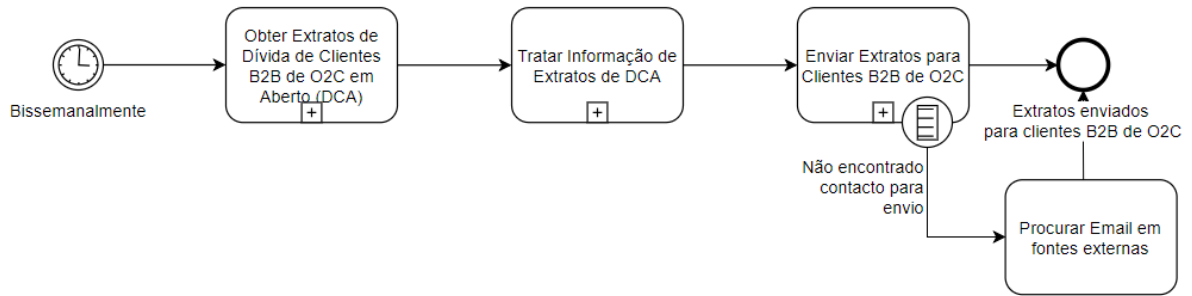 Bissemanalmente
Obter Extratos de
Dívida de Clientes
B2B de O2C em
Aberto (DCA)
Tratar Informação de
Extratos de DCA
Enviar Extratos para
Clientes B2B de O2C
Extratos enviados
para clientes B2B de O2C
Não encontrado
contacto para
envio
Procurar Email em
fontes externas